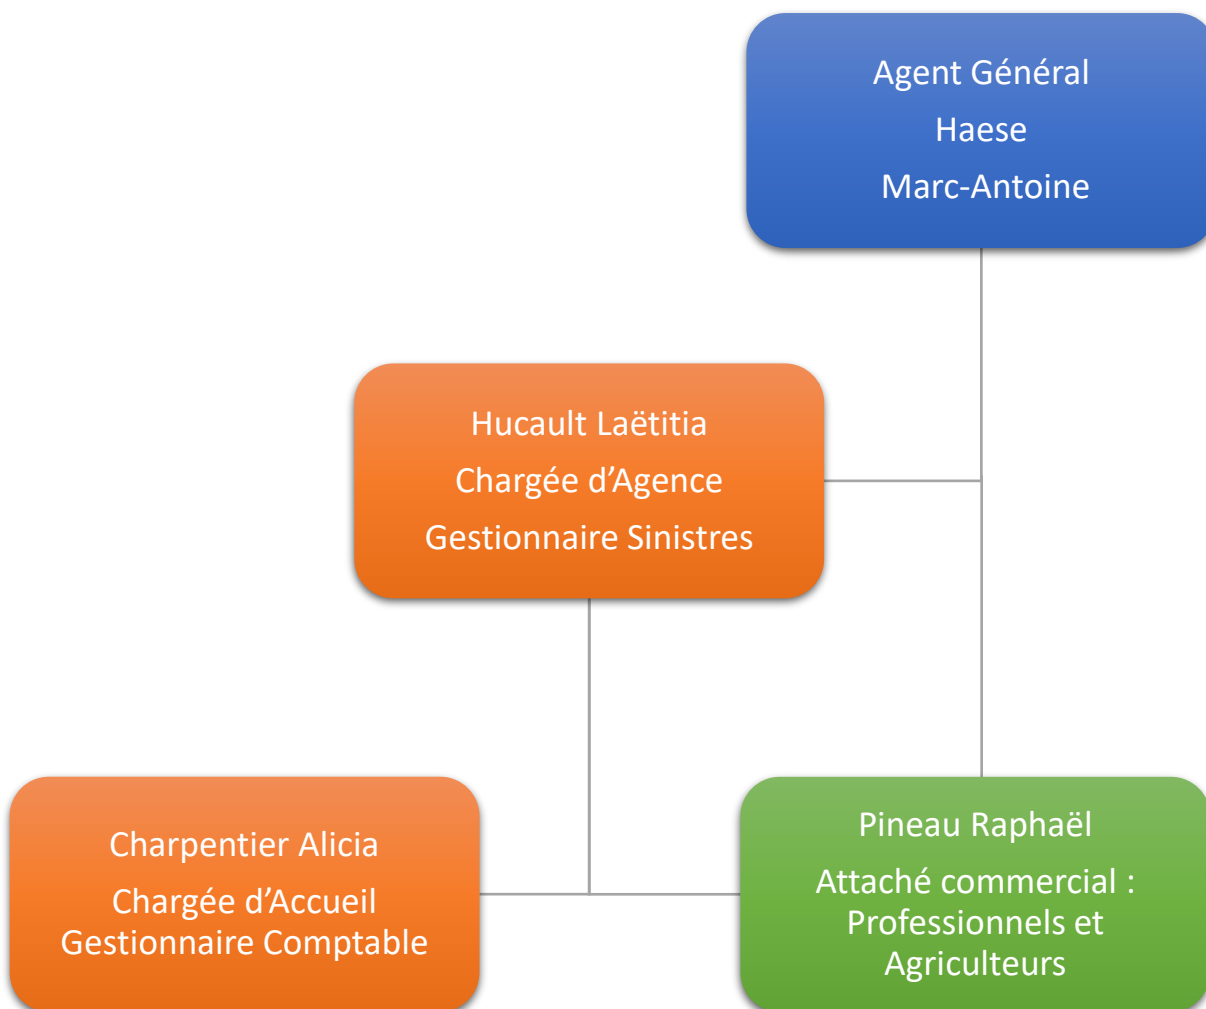 Agent Général
Haese
Marc-Antoine
Hucault Laëtitia
Chargée d’Agence
Gestionnaire Sinistres
Charpentier Alicia
Chargée d’Accueil
Gestionnaire Comptable
Pineau Raphaël
Attaché commercial :
Professionnels et
Agriculteurs